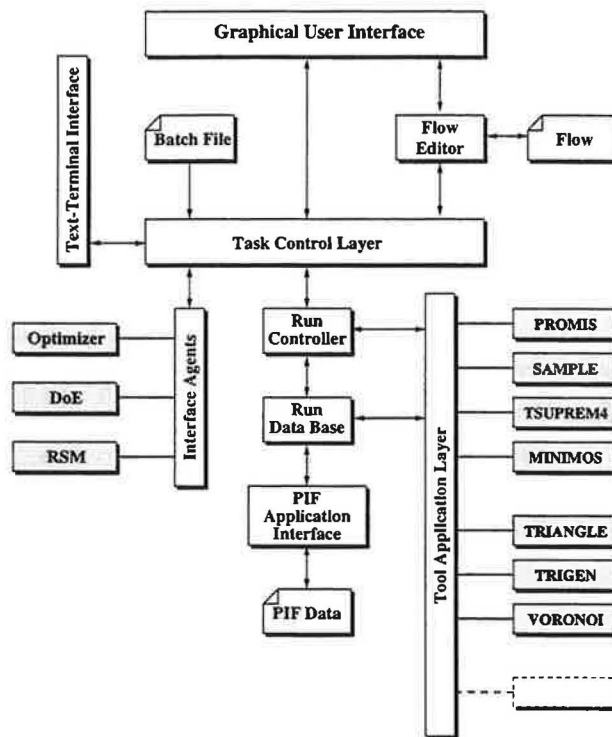 Graphical User Interface
Text-Terminal Interface
Batch File
Flow
Editor
Flow
Task Control Layer
Optimizer
DoE
RSM
Interface Agents
Run
Controller
Run
Data Base
PIF
Application
Interface
PIF Data
Tool Application Layer
PROMIS
SAMPLE
TSUPREM4
MINIMOS
TRIANGLE
TRIGEN
VORONOI